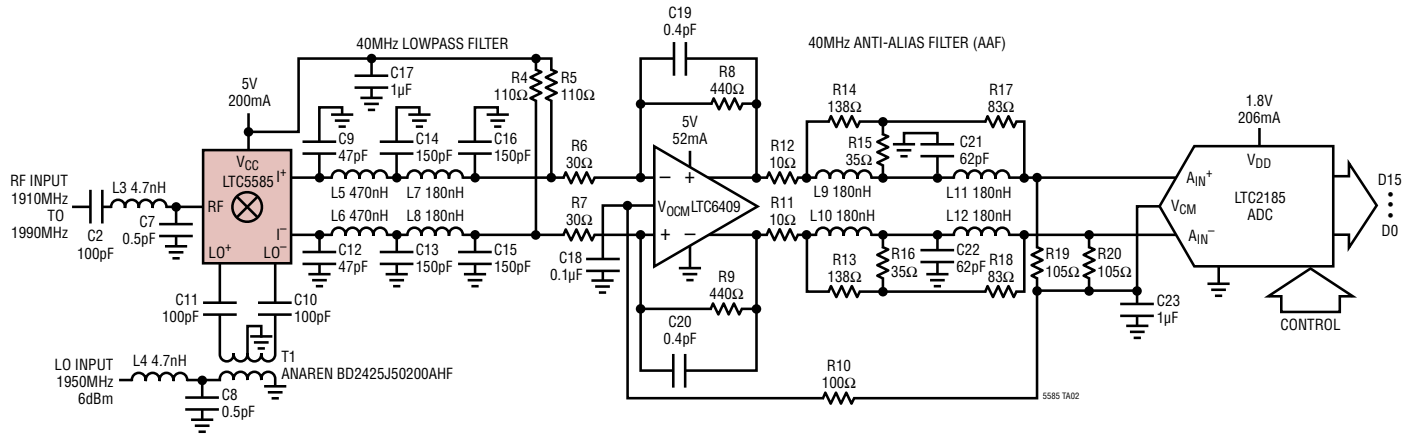 40MHz LOWPASS FILTER
5V
200mA
C17
1µF
R4
110Ω
R5
110Ω
C9
47pF
C14
150pF
C16
150pF
VCC
LTC5585
I+
RF
I−
LO+
LO−
RF INPUT
1910MHz
TO
1990MHz
C2
100pF
L3 4.7nH
C7
0.5pF
L5 470nH
L7 180nH
L6 470nH
L8 180nH
C12
47pF
C13
150pF
C15
150pF
C11
100pF
C10
100pF
T1
ANAREN BD2425J50200AHF
LO INPUT
1950MHz
6dBm
L4 4.7nH
C8
0.5pF
C19
0.4pF
R8
440Ω
R6
30Ω
R7
30Ω
5V
52mA
− +
VOCM LTC6409
+ −
C18
0.1µF
R9
440Ω
C20
0.4pF
40MHz ANTI-ALIAS FILTER (AAF)
R14
138Ω
R17
83Ω
R12
10Ω
R15
35Ω
C21
62pF
L9 180nH
L11 180nH
R11
10Ω
L10 180nH
L12 180nH
R16
35Ω
C22
62pF
R13
138Ω
R18
83Ω
R19
105Ω
R20
105Ω
R10
100Ω
C23
1µF
1.8V
206mA
VDD
AIN+
LTC2185
VCM
ADC
AIN−
D15
D0
CONTROL
5585 TA02